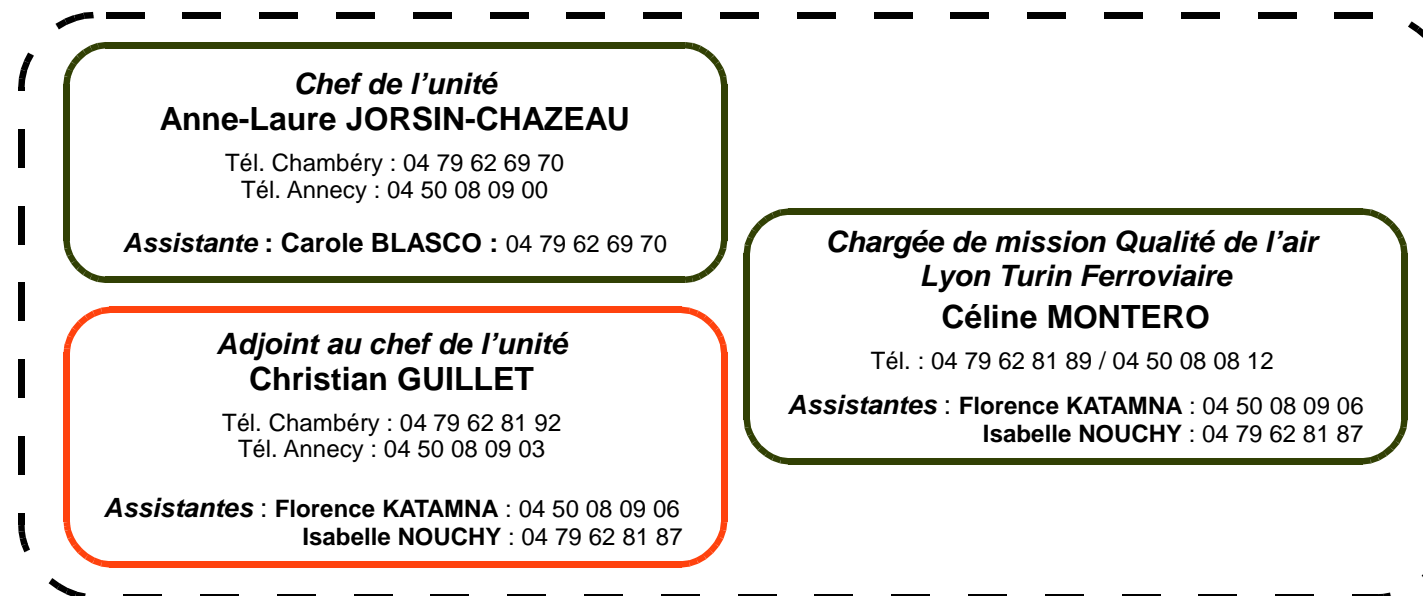 Chef de l’unité
Anne-Laure JORSIN-CHAZEAU
Tél. Chambéry : 04 79 62 69 70
Tél. Annecy : 04 50 08 09 00
Assistante : Carole BLASCO : 04 79 62 69 70
Adjoint au chef de l’unité
Christian GUILLET
Tél. Chambéry : 04 79 62 81 92
Tél. Annecy : 04 50 08 09 03
Assistantes : Florence KATAMNA : 04 50 08 09 06
Isabelle NOUCHY : 04 79 62 81 87
Chargée de mission Qualité de l’air
Lyon Turin Ferroviaire
Céline MONTERO
Tél. : 04 79 62 81 89 / 04 50 08 08 12
Assistantes : Florence KATAMNA : 04 50 08 09 06
Isabelle NOUCHY : 04 79 62 81 87